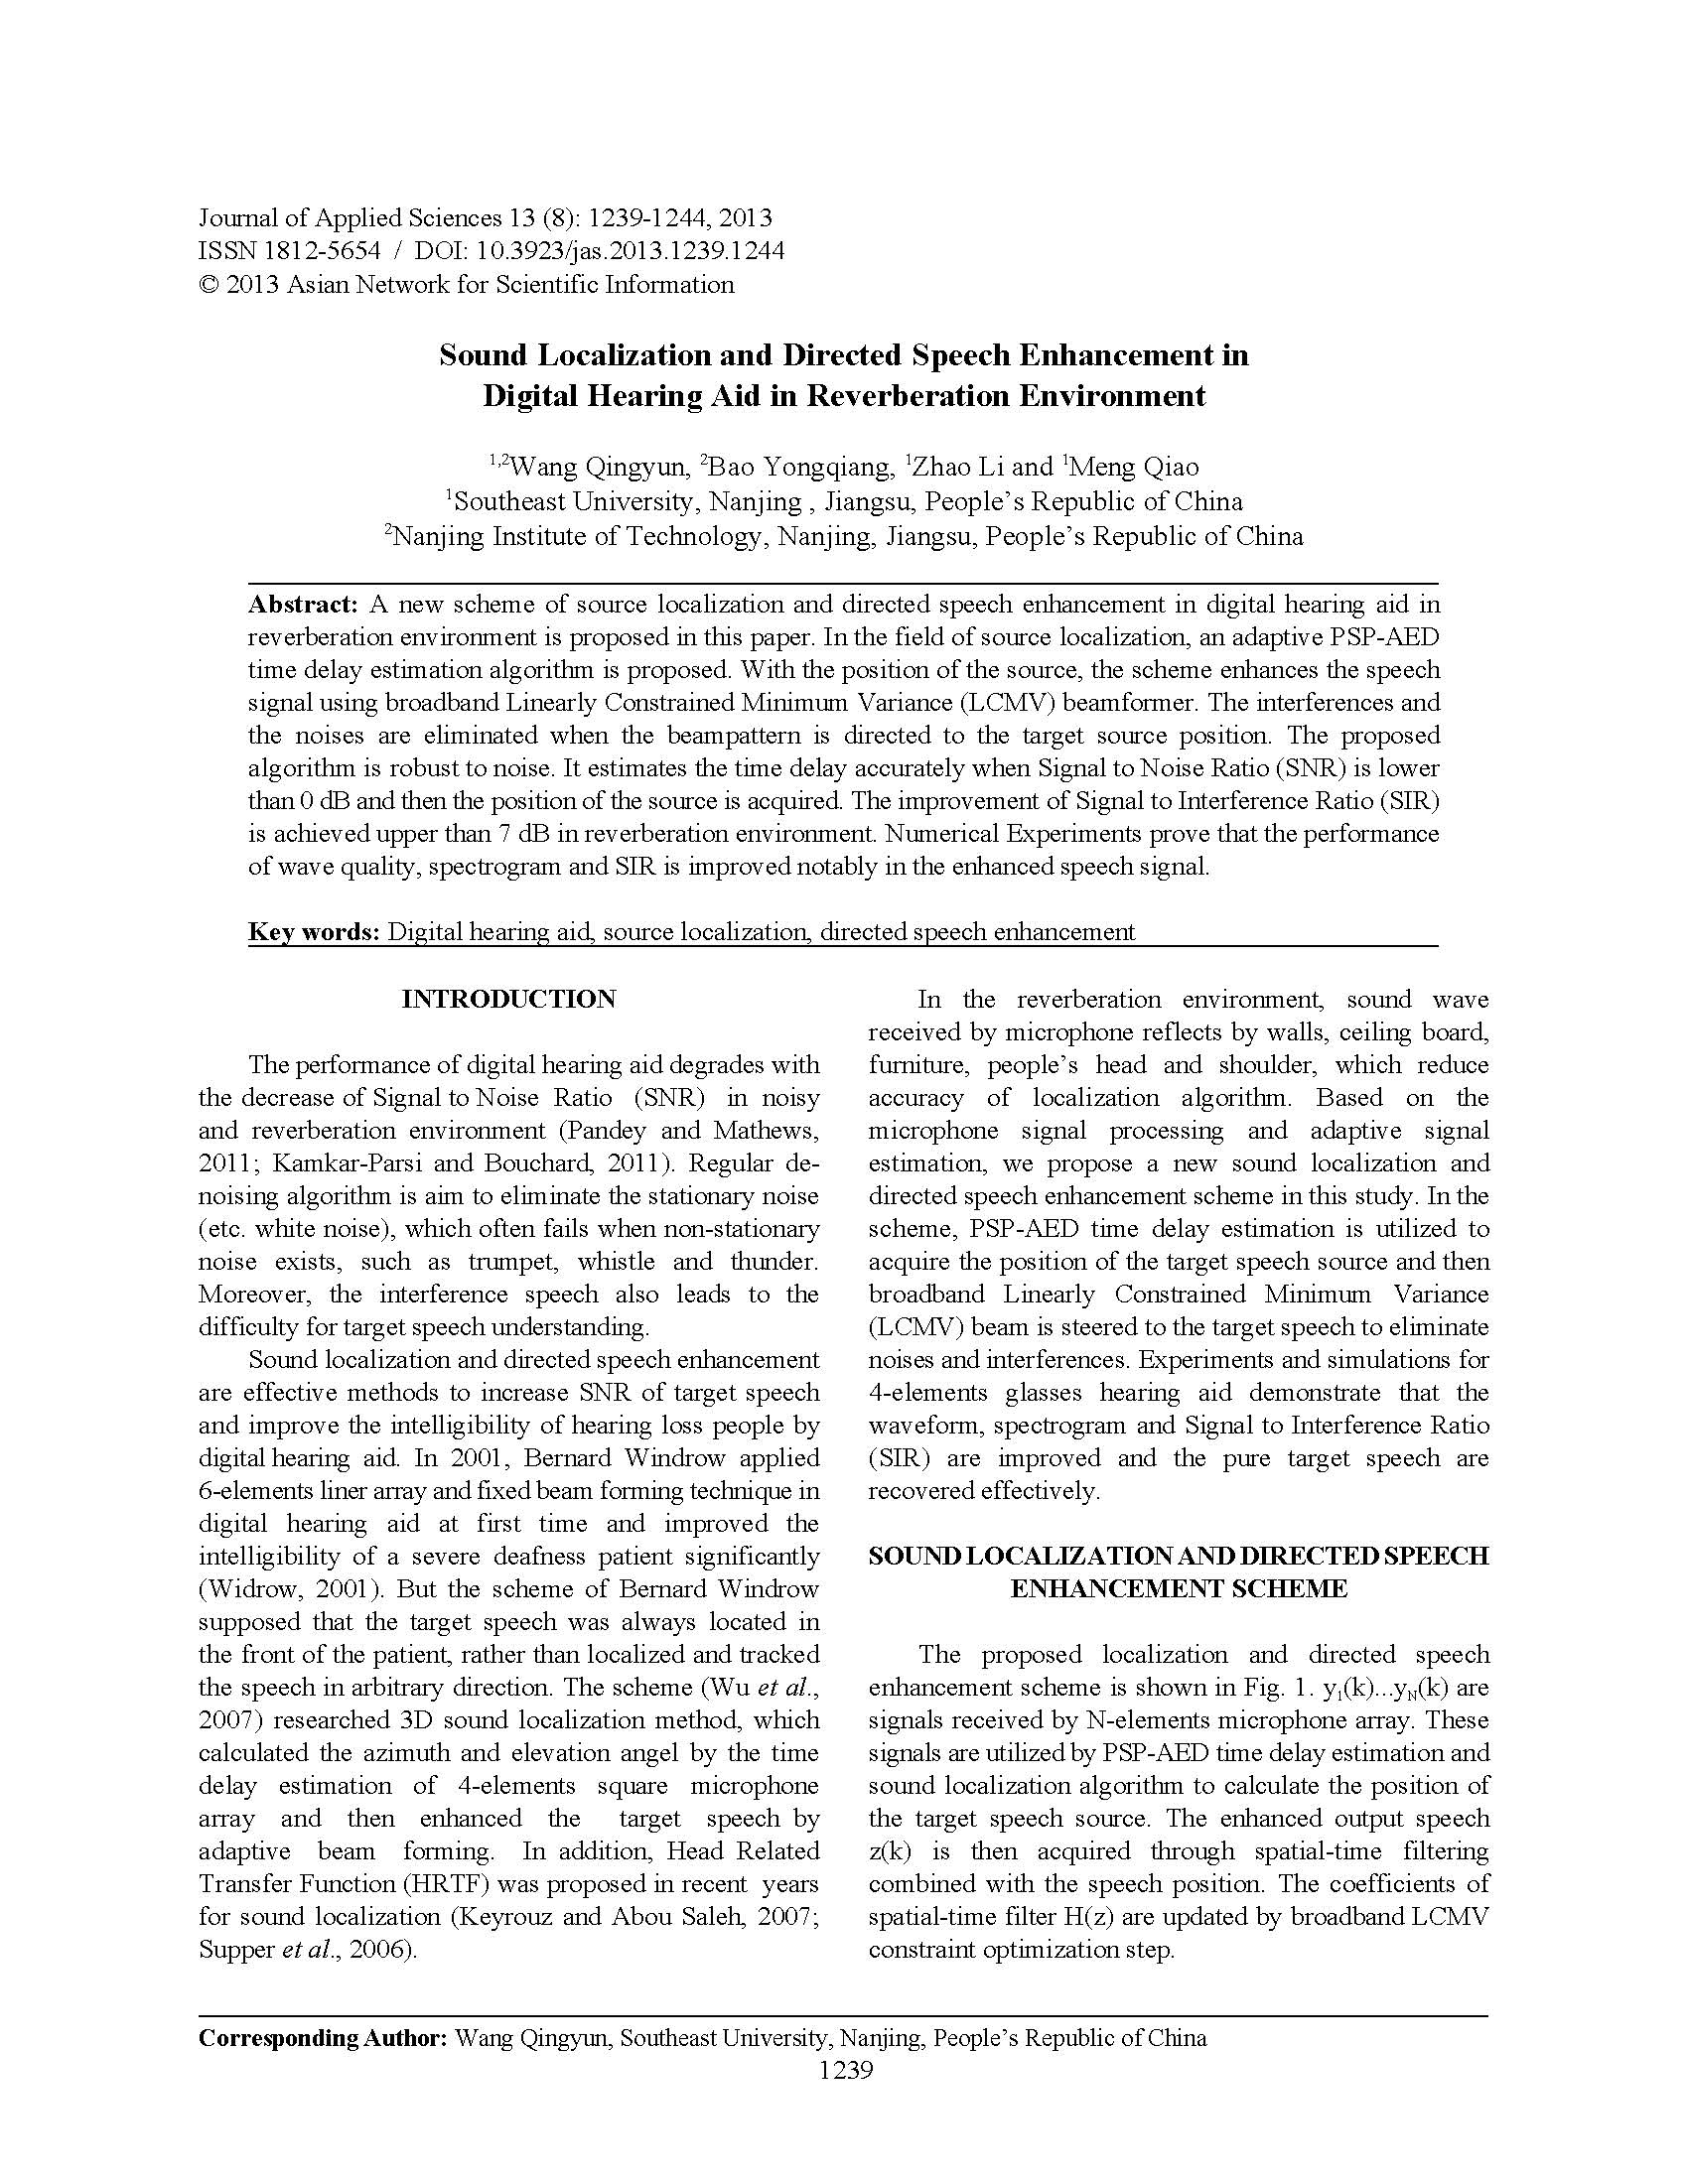 Journal of Applied Sciences 13 (8): 1239-1244, 2013
ISSN 1812-5654 / DOI: 10.3923/jas.2013.1239.1244
© 2013 Asian Network for Scientific Information
Sound Localization and Directed Speech Enhancement in
Digital Hearing Aid in Reverberation Environment
1,2Wang Qingyun, 2Bao Yongqiang, 1Zhao Li and 1Meng Qiao
1Southeast University, Nanjing , Jiangsu, People's Republic of China
2Nanjing Institute of Technology, Nanjing, Jiangsu, People's Republic of China
Abstract: A new scheme of source localization and directed speech enhancement in digital hearing aid in
reverberation environment is proposed in this paper. In the field of source localization, an adaptive PSP-AED
time delay estimation algorithm is proposed. With the position of the source, the scheme enhances the speech
signal using broadband Linearly Constrained Minimum Variance (LCMV) beamformer. The interferences and
the noises are eliminated when the beampattern is directed to the target source position. The proposed
algorithm is robust to noise. It estimates the time delay accurately when Signal to Noise Ratio (SNR) is lower
than 0 dB and then the position of the source is acquired. The improvement of Signal to Interference Ratio (SIR)
is achieved upper than 7 dB in reverberation environment. Numerical Experiments prove that the performance
of wave quality, spectrogram and SIR is improved notably in the enhanced speech signal.
Key words: Digital hearing aid, source localization, directed speech enhancement
INTRODUCTION
The performance of digital hearing aid degrades with
the decrease of Signal to Noise Ratio (SNR) in noisy
and reverberation environment (Pandey and Mathews,
2011; Kamkar-Parsi and Bouchard, 2011). Regular de-
noising algorithm is aim to eliminate the stationary noise
(etc. white noise), which often fails when non-stationary
noise exists, such as trumpet, whistle and thunder.
Moreover, the interference speech also leads to the
difficulty for target speech understanding.
Sound localization and directed speech enhancement
are effective methods to increase SNR of target speech
and improve the intelligibility of hearing loss people by
digital hearing aid. In 2001, Bernard Windrow applied
6-elements liner array and fixed beam forming technique in
digital hearing aid at first time and improved the
intelligibility of a severe deafness patient significantly
(Widrow, 2001). But the scheme of Bernard Windrow
supposed that the target speech was always located in
the front of the patient, rather than localized and tracked
the speech in arbitrary direction. The scheme (Wu et al.,
2007) researched 3D sound localization method, which
calculated the azimuth and elevation angel by the time
delay estimation of 4-elements square microphone
array and then enhanced the target speech by
adaptive beam forming. In addition, Head Related
Transfer Function (HRTF) was proposed in recent years
for sound localization (Keyrouz and Abou Saleh, 2007;
Supper et al., 2006).
In the reverberation environment, sound wave
received by microphone reflects by walls, ceiling board,
furniture, people's head and shoulder, which reduce
accuracy of localization algorithm. Based on the
microphone signal processing and adaptive signal
estimation, we propose a new sound localization and
directed speech enhancement scheme in this study. In the
scheme, PSP-AED time delay estimation is utilized to
acquire the position of the target speech source and then
broadband Linearly Constrained Minimum Variance
(LCMV) beam is steered to the target speech to eliminate
noises and interferences. Experiments and simulations for
4-elements glasses hearing aid demonstrate that the
waveform, spectrogram and Signal to Interference Ratio
(SIR) are improved and the pure target speech are
recovered effectively.
SOUND LOCALIZATION AND DIRECTED SPEECH
ENHANCEMENT SCHEME
The proposed localization and directed speech
enhancement scheme is shown in Fig. 1. y1(k)...yN(k) are
signals received by N-elements microphone array. These
signals are utilized by PSP-AED time delay estimation and
sound localization algorithm to calculate the position of
the target speech source. The enhanced output speech
z(k) is then acquired through spatial-time filtering
combined with the speech position. The coefficients of
spatial-time filter H(z) are updated by broadband LCMV
constraint optimization step.
Corresponding Author: Wang Qingyun, Southeast University, Nanjing, People's Republic of China
1239